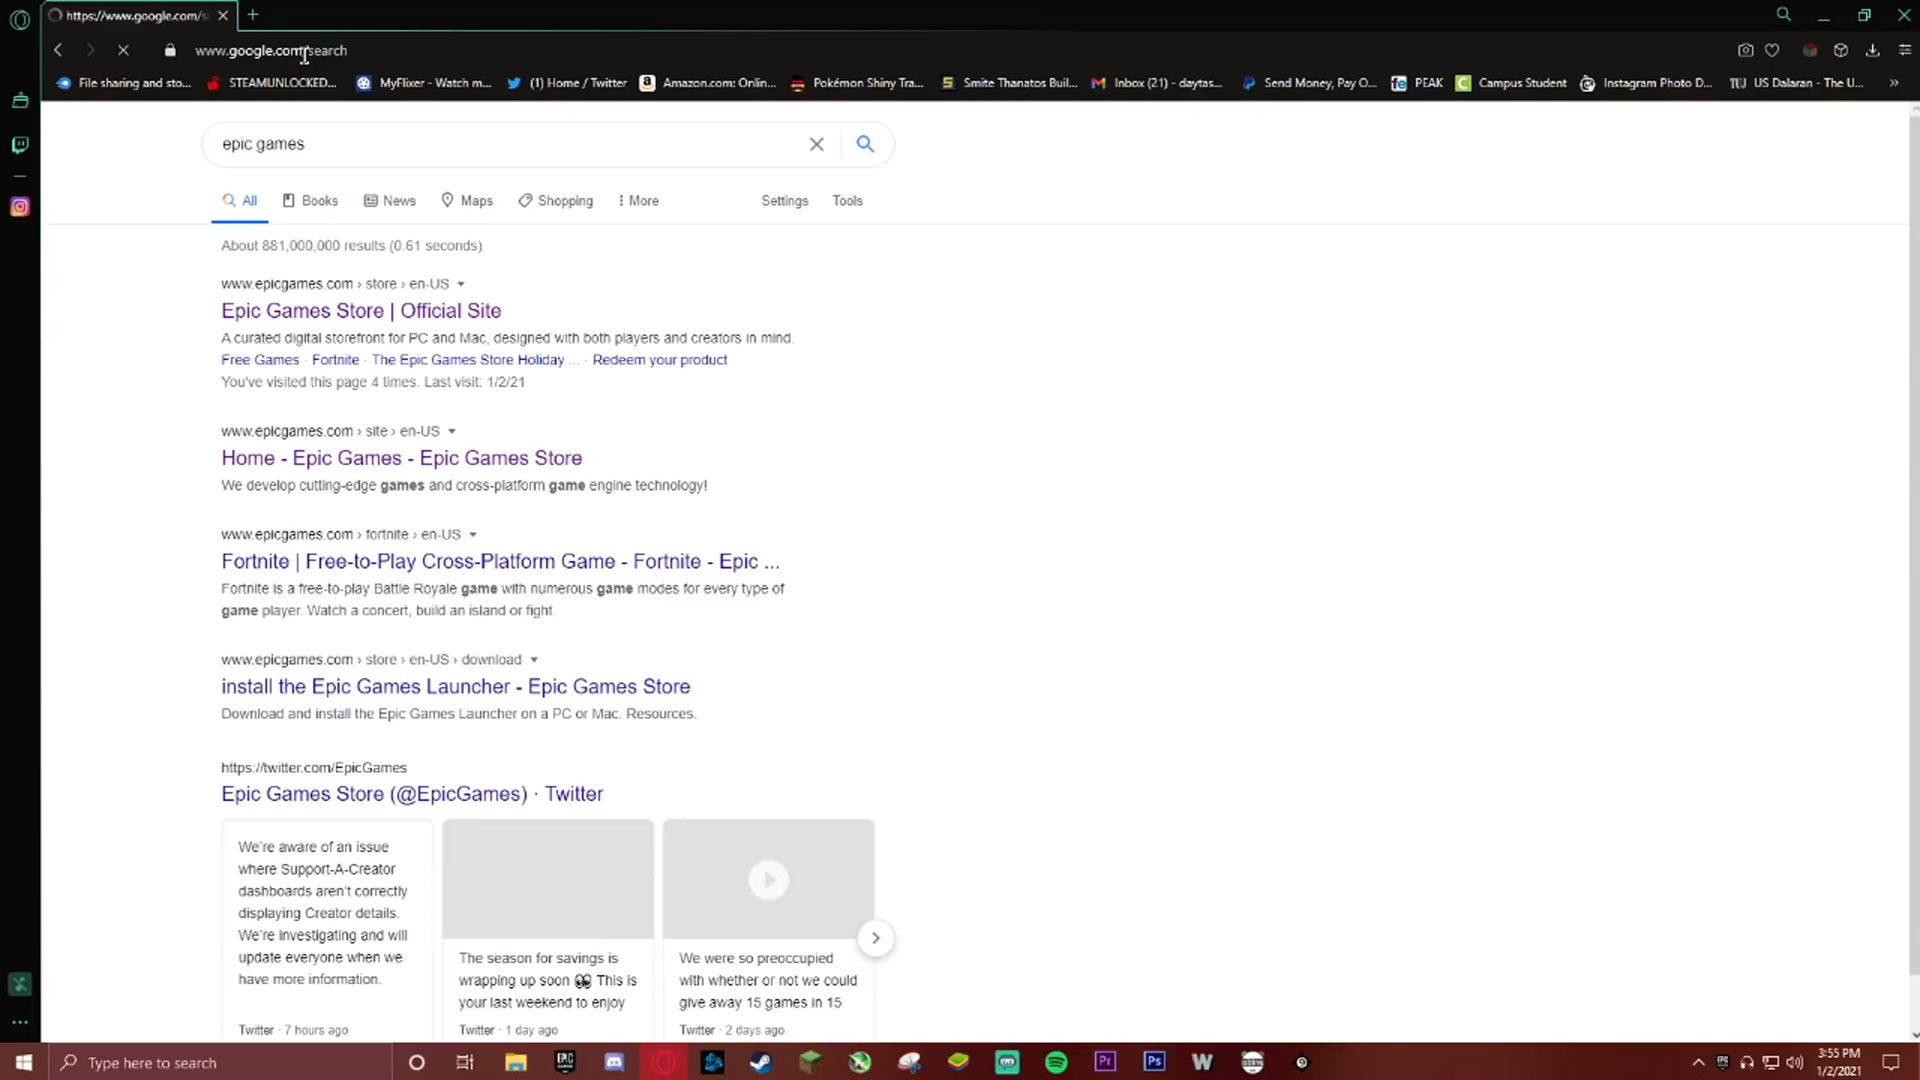 https://www.google.com/s
www.google.com/search
File sharing and sto...
STEAMUNLOCKED...
MyFlixer - Watch m...
(1) Home / Twitter
Amazon.com: Onlin...
Pokémon Shiny Tra...
Smite Thanatos Buil...
Inbox (21) - daytas...
Send Money, Pay O...
PEAK
Campus Student
Instagram Photo D...
US Dalaran - The U...
epic games
All
Books
News
Maps
Shopping
More
Settings
Tools
About 881,000,000 results (0.61 seconds)
www.epicgames.com › store › en-US
Epic Games Store | Official Site
A curated digital storefront for PC and Mac, designed with both players and creators in mind.
Free Games · Fortnite · The Epic Games Store Holiday ... · Redeem your product
You've visited this page 4 times. Last visit: 1/2/21
www.epicgames.com › site › en-US
Home - Epic Games - Epic Games Store
We develop cutting-edge games and cross-platform game engine technology!
www.epicgames.com › fortnite › en-US
Fortnite | Free-to-Play Cross-Platform Game - Fortnite - Epic ...
Fortnite is a free-to-play Battle Royale game with numerous game modes for every type of
game player. Watch a concert, build an island or fight.
www.epicgames.com › store › en-US › download
install the Epic Games Launcher - Epic Games Store
Download and install the Epic Games Launcher on a PC or Mac. Resources.
https://twitter.com/EpicGames
Epic Games Store (@EpicGames) · Twitter
We're aware of an issue
where Support-A-Creator
dashboards aren't correctly
displaying Creator details.
We're investigating and will
update everyone when we
have more information.
Twitter · 7 hours ago
The season for savings is
wrapping up soon 👀 This is
your last weekend to enjoy
Twitter · 1 day ago
We were so preoccupied
with whether or not we could
give away 15 games in 15
Twitter · 2 days ago
Type here to search
EPIC
Pr
Ps
W
3:55 PM
1/2/2021